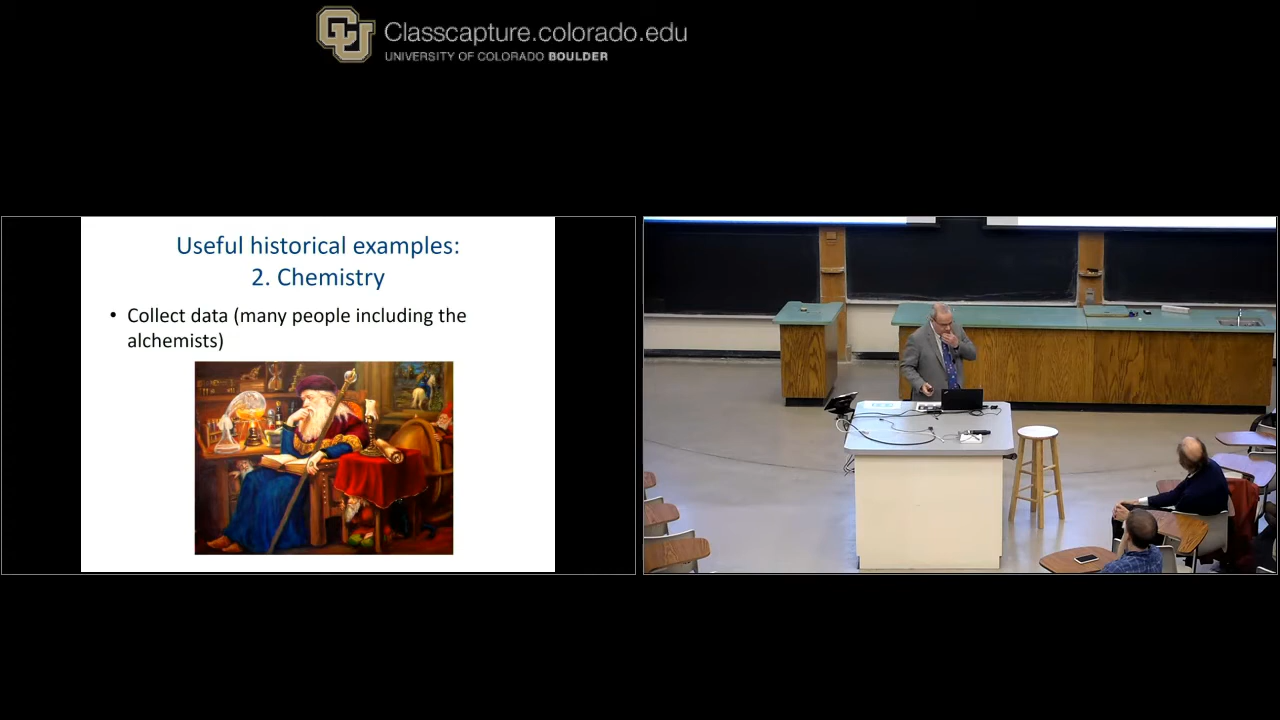 Classcapture.colorado.edu
UNIVERSITY OF COLORADO BOULDER
Useful historical examples:
2. Chemistry
• Collect data (many people including the
alchemists)